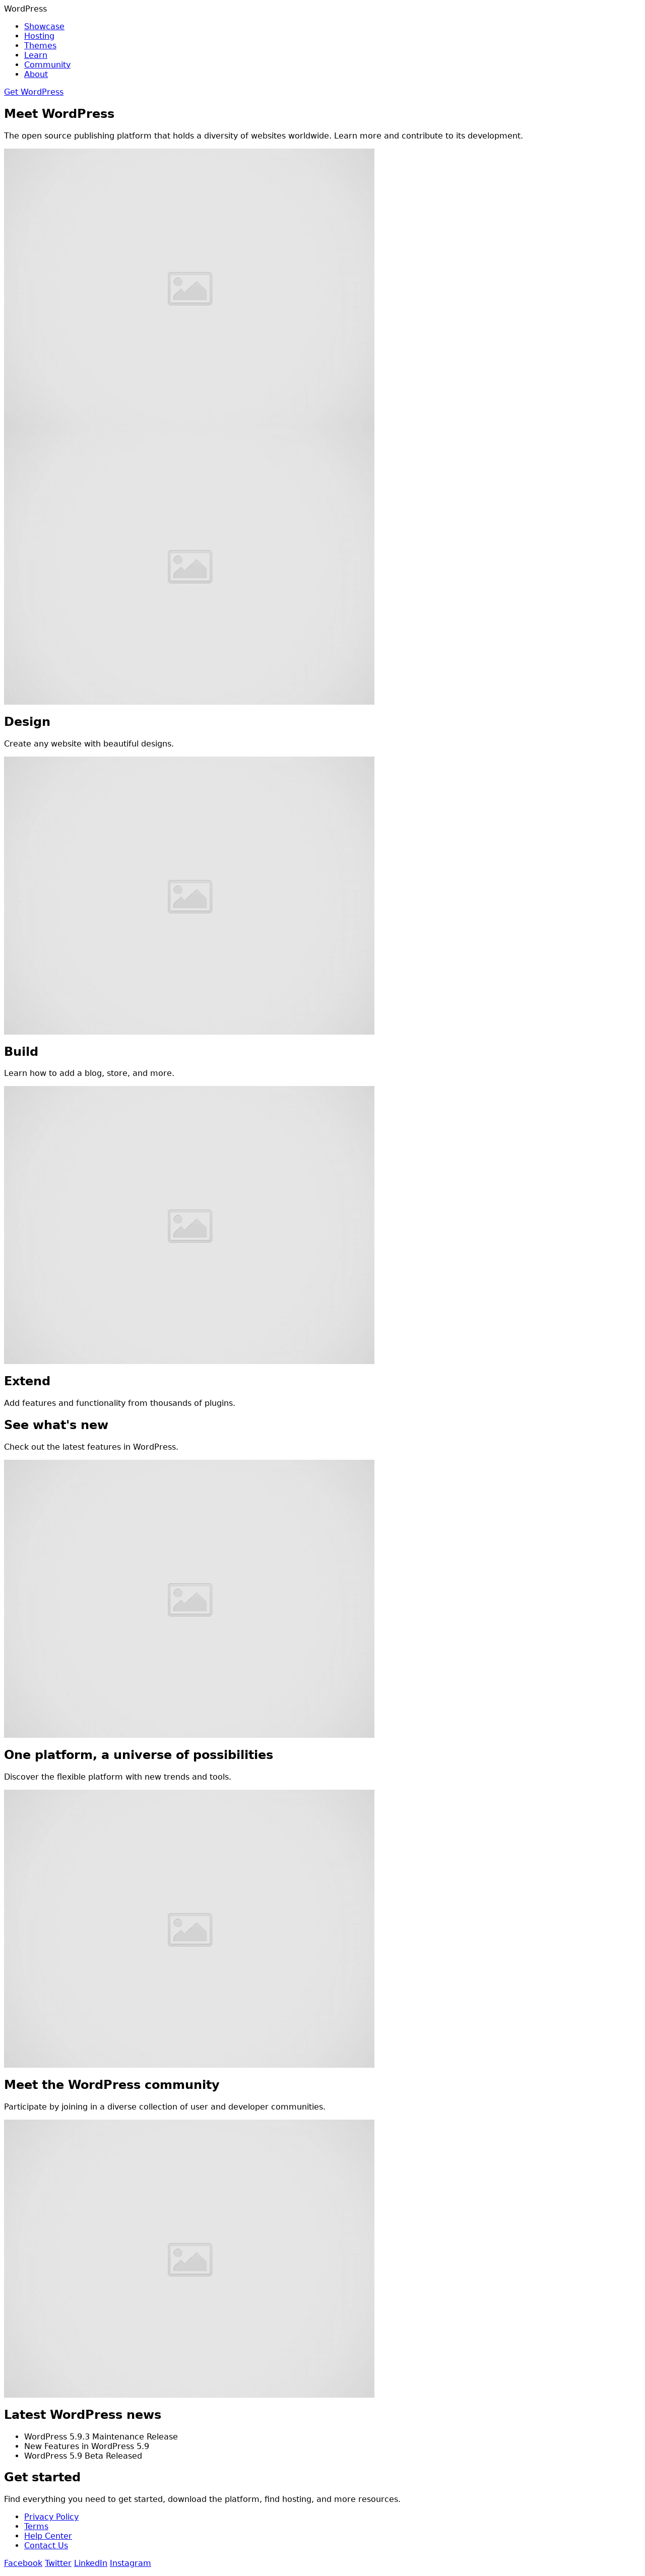 WordPress
Showcase
Hosting
Themes
Learn
Community
About
Get WordPress
Meet WordPress
The open source publishing platform that holds a diversity of websites worldwide. Learn more and contribute to its development.
Design
Create any website with beautiful designs.
Build
Learn how to add a blog, store, and more.
Extend
Add features and functionality from thousands of plugins.
See what's new
Check out the latest features in WordPress.
One platform, a universe of possibilities
Discover the flexible platform with new trends and tools.
Meet the WordPress community
Participate by joining in a diverse collection of user and developer communities.
Latest WordPress news
WordPress 5.9.3 Maintenance Release
New Features in WordPress 5.9
WordPress 5.9 Beta Released
Get started
Find everything you need to get started, download the platform, find hosting, and more resources.
Privacy Policy
Terms
Help Center
Contact Us
Facebook Twitter LinkedIn Instagram